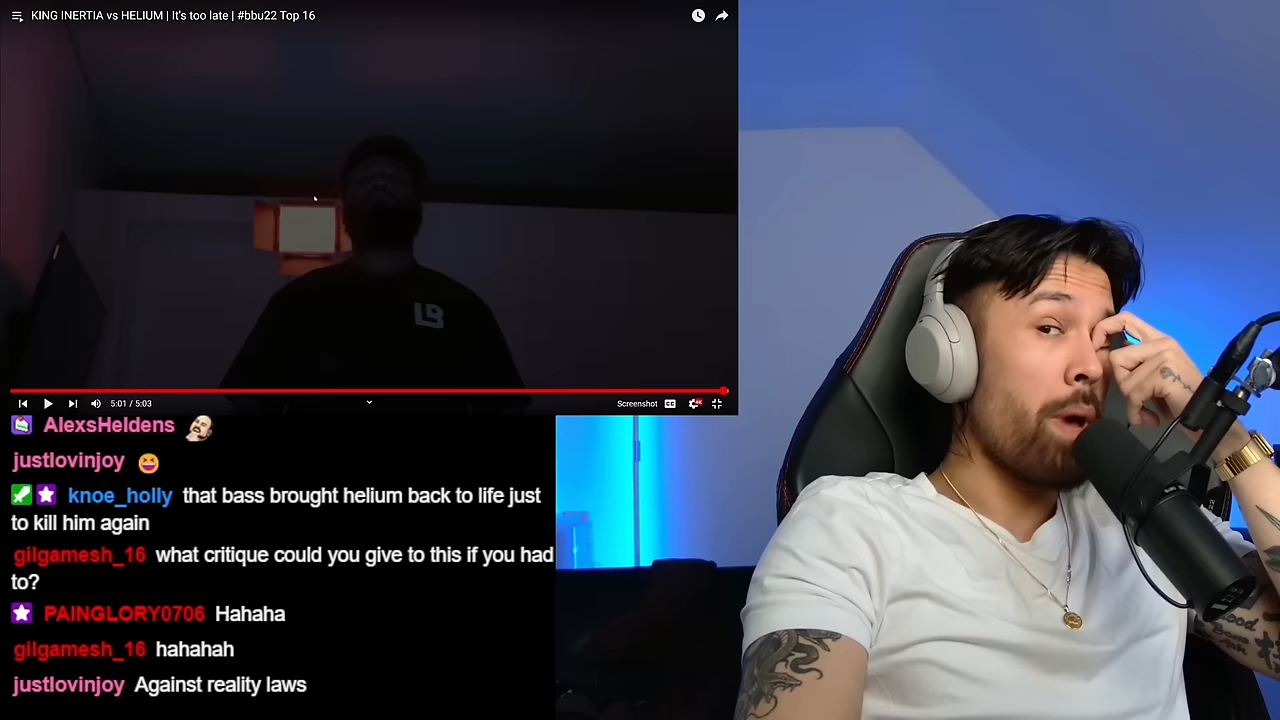 KING INERTIA vs HELIUM | It's too late | #bbu22 Top 16
LB
5:01 / 5:03
Screenshot
CC
AlexsHeldens
justlovinjoy
knoe_holly that bass brought helium back to life just
to kill him again
gilgamesh_16 what critique could you give to this if you had
to?
PAINGLORY0706 Hahaha
gilgamesh_16 hahahah
justlovinjoy Against reality laws